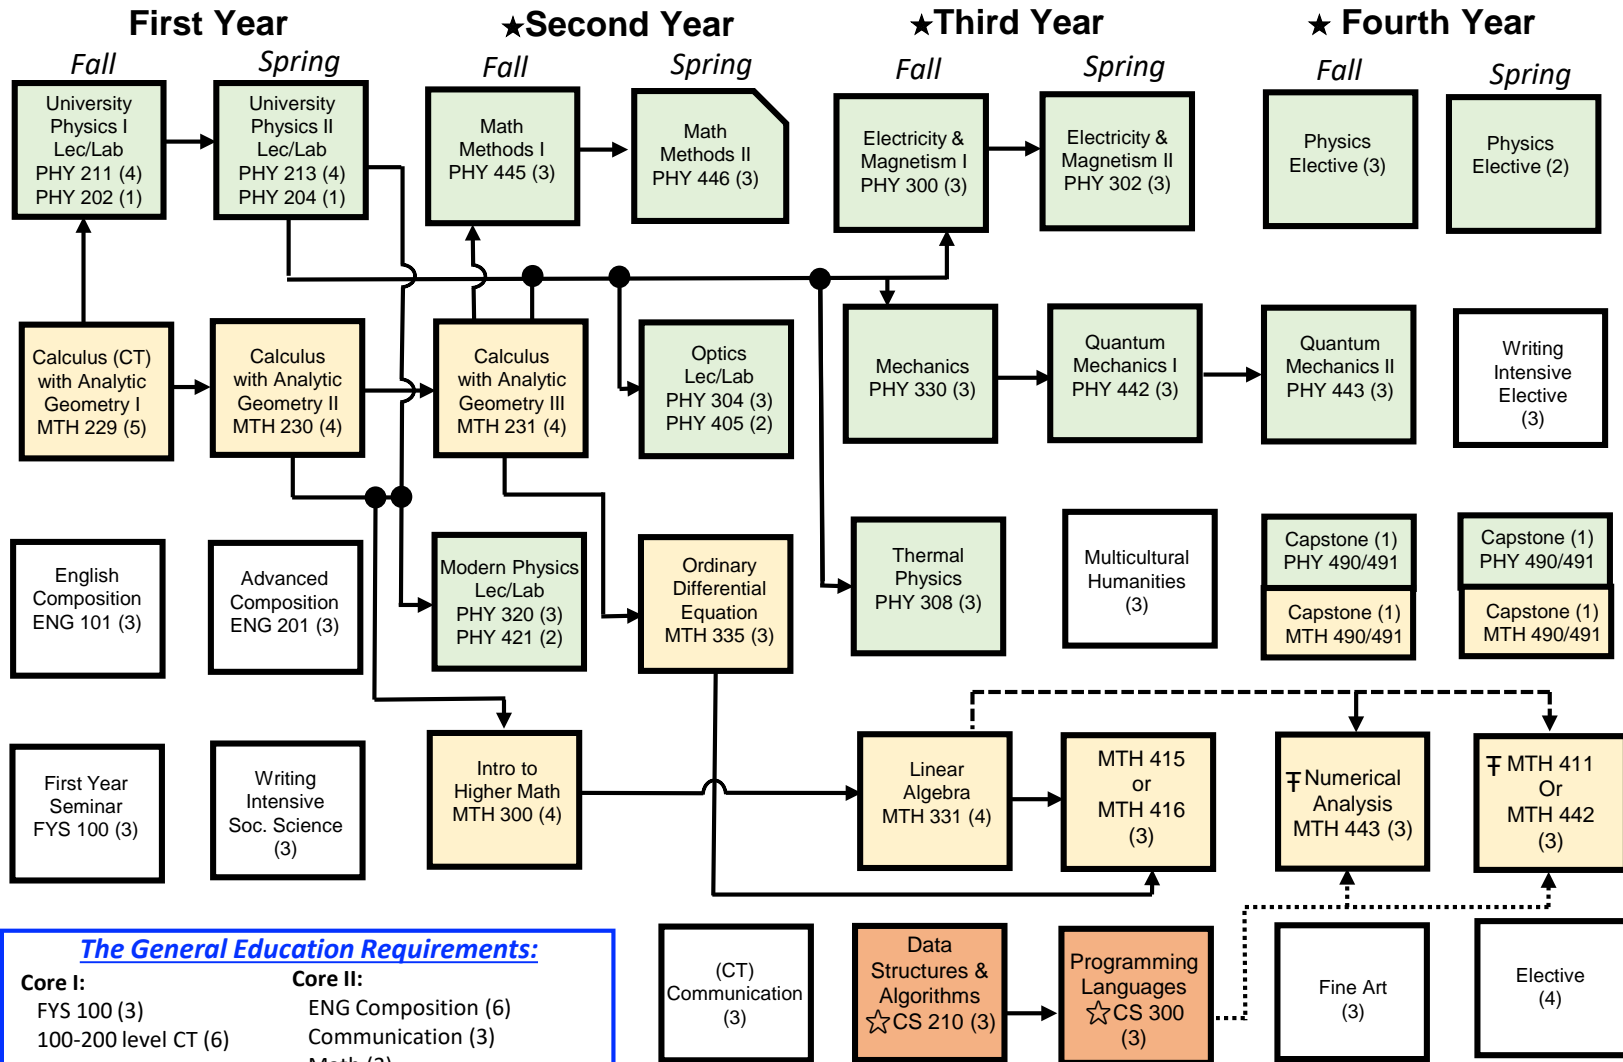 First Year
★Second Year
★Third Year
★ Fourth Year
Fall
Spring
Fall
Spring
Fall
Spring
Fall
Spring
University
Physics I
Lec/Lab
PHY 211 (4)
PHY 202 (1)
University
Physics II
Lec/Lab
PHY 213 (4)
PHY 204 (1)
Math
Methods I
PHY 445 (3)
Math
Methods II
PHY 446 (3)
Electricity &
Magnetism I
PHY 300 (3)
Electricity &
Magnetism II
PHY 302 (3)
Physics
Elective (3)
Physics
Elective (2)
Calculus (CT)
with Analytic
Geometry I
MTH 229 (5)
Calculus
with Analytic
Geometry II
MTH 230 (4)
Calculus
with Analytic
Geometry III
MTH 231 (4)
Optics
Lec/Lab
PHY 304 (3)
PHY 405 (2)
Mechanics
PHY 330 (3)
Quantum
Mechanics I
PHY 442 (3)
Quantum
Mechanics II
PHY 443 (3)
Writing
Intensive
Elective
(3)
English
Composition
ENG 101 (3)
Advanced
Composition
ENG 201 (3)
Modern Physics
Lec/Lab
PHY 320 (3)
PHY 421 (2)
Ordinary
Differential
Equation
MTH 335 (3)
Thermal
Physics
PHY 308 (3)
Multicultural
Humanities
(3)
Capstone (1)
PHY 490/491
Capstone (1)
MTH 490/491
Capstone (1)
PHY 490/491
Capstone (1)
MTH 490/491
First Year
Seminar
FYS 100 (3)
Writing
Intensive
Soc. Science
(3)
Intro to
Higher Math
MTH 300 (4)
Linear
Algebra
MTH 331 (4)
MTH 415
or
MTH 416
(3)
Ŧ Numerical
Analysis
MTH 443 (3)
Ŧ MTH 411
Or
MTH 442
(3)
(CT)
Communication
(3)
Data
Structures &
Algorithms
☆CS 210 (3)
Programming
Languages
☆CS 300
(3)
Fine Art
(3)
Elective
(4)
The General Education Requirements:
Core I:
FYS 100 (3)
100-200 level CT (6)
Core II:
ENG Composition (6)
Communication (3)
Math (3)